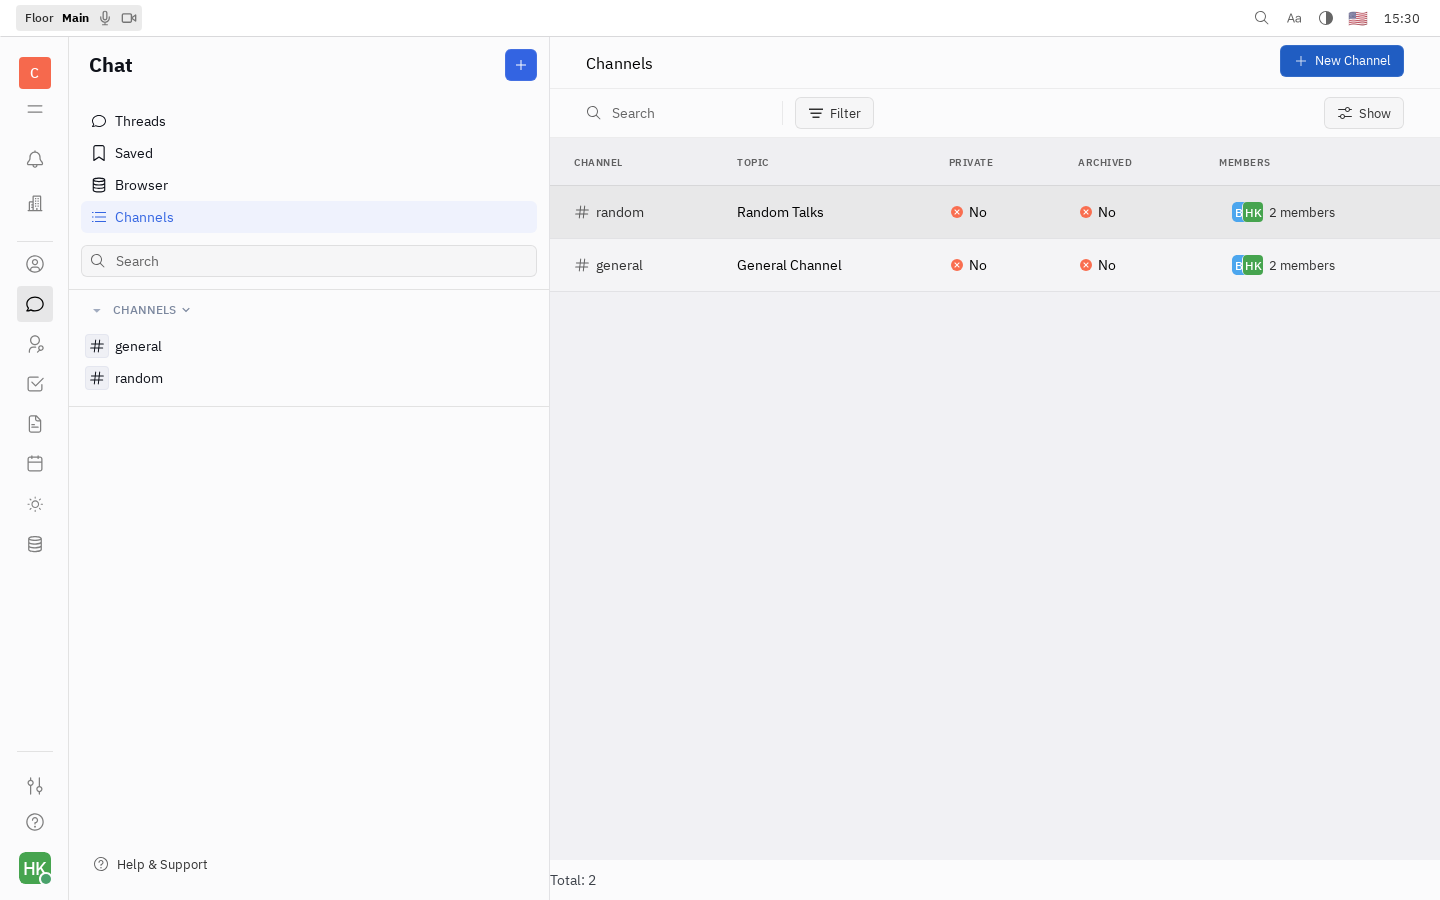 Floor Main
Aa
15:30
C
Chat
Threads
Saved
Browser
Channels
Search
CHANNELS
general
random
Help & Support
HK
Channels
New Channel
Search
Filter
Show
CHANNEL TOPIC PRIVATE ARCHIVED MEMBERS
random Random Talks No No B HK 2 members
general General Channel No No B HK 2 members
Total: 2